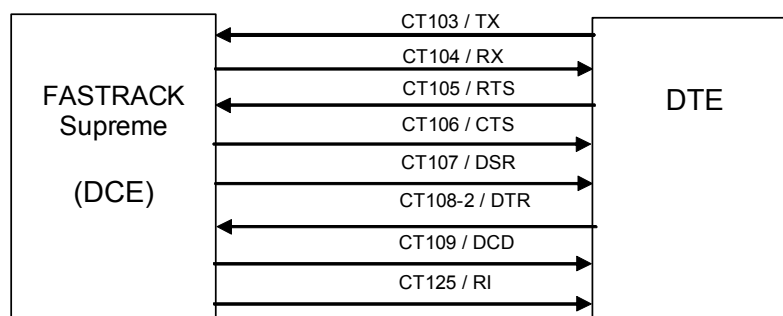 CT103 / TX
CT104 / RX
CT105 / RTS
CT106 / CTS
CT107 / DSR
CT108-2 / DTR
CT109 / DCD
CT125 / RI
FASTRACK
Supreme
(DCE)
DTE